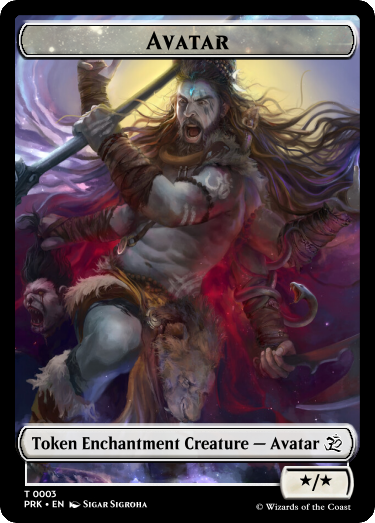 AVATAR
Token Enchantment Creature — Avatar
★/★
T 0003
PRK • EN SIGAR SIGROHA
© Wizards of the Coast